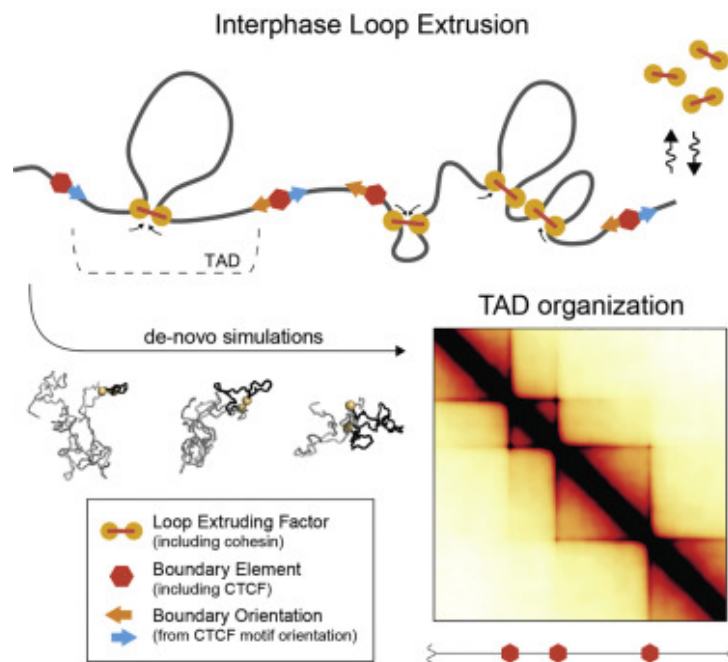 Interphase Loop Extrusion
TAD
de-novo simulations
TAD organization
Loop Extruding Factor
(including cohesin)
Boundary Element
(including CTCF)
Boundary Orientation
(from CTCF motif orientation)